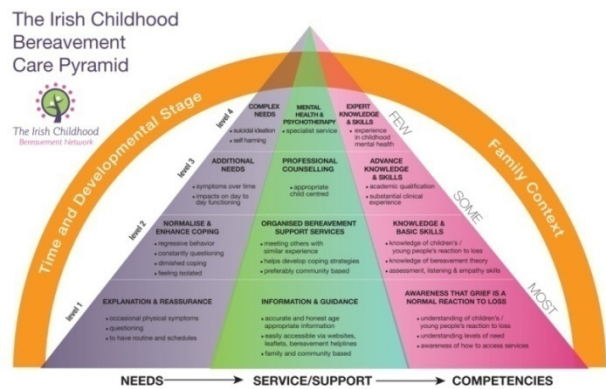 The Irish Childhood
Bereavement
Care Pyramid
The Irish Childhood
Bereavement Network
Time and Developmental Stage
Family Context
level 4
COMPLEX
NEEDS
• suicidal ideation
• self harming
MENTAL
HEALTH &
PSYCHOTHERAPY
• specialist service
EXPERT
KNOWLEDGE
& SKILLS
• experience
in childhood
mental health
FEW
level 3
ADDITIONAL
NEEDS
• symptoms over time
• impacts on day to
day functioning
PROFESSIONAL
COUNSELLING
• appropriate
child centred
ADVANCE
KNOWLEDGE
& SKILLS
• academic qualification
• substantial clinical
experience
level 2
NORMALISE &
ENHANCE COPING
• regressive behavior
• constantly questioning
• diminished coping
• feeling isolated
ORGANISED BEREAVEMENT
SUPPORT SERVICES
• meeting others with
similar experience
• helps develop coping strategies
• preferably community based
KNOWLEDGE &
BASIC SKILLS
• knowledge of children's /
young people's reaction to loss
• knowledge of bereavement theory
• assessment, listening & empathy skills
SOME
level 1
EXPLANATION & REASSURANCE
• occasional physical symptoms
• questioning
• to have routine and schedules
INFORMATION & GUIDANCE
• accurate and honest age
appropriate information
• easily accessible via websites,
leaflets, bereavement helplines
• family and community based
AWARENESS THAT GRIEF IS A
NORMAL REACTION TO LOSS
• understanding of children's /
young people's reaction to loss
• understanding levels of need
• awareness of how to access services
MOST
NEEDS → SERVICE/SUPPORT → COMPETENCIES